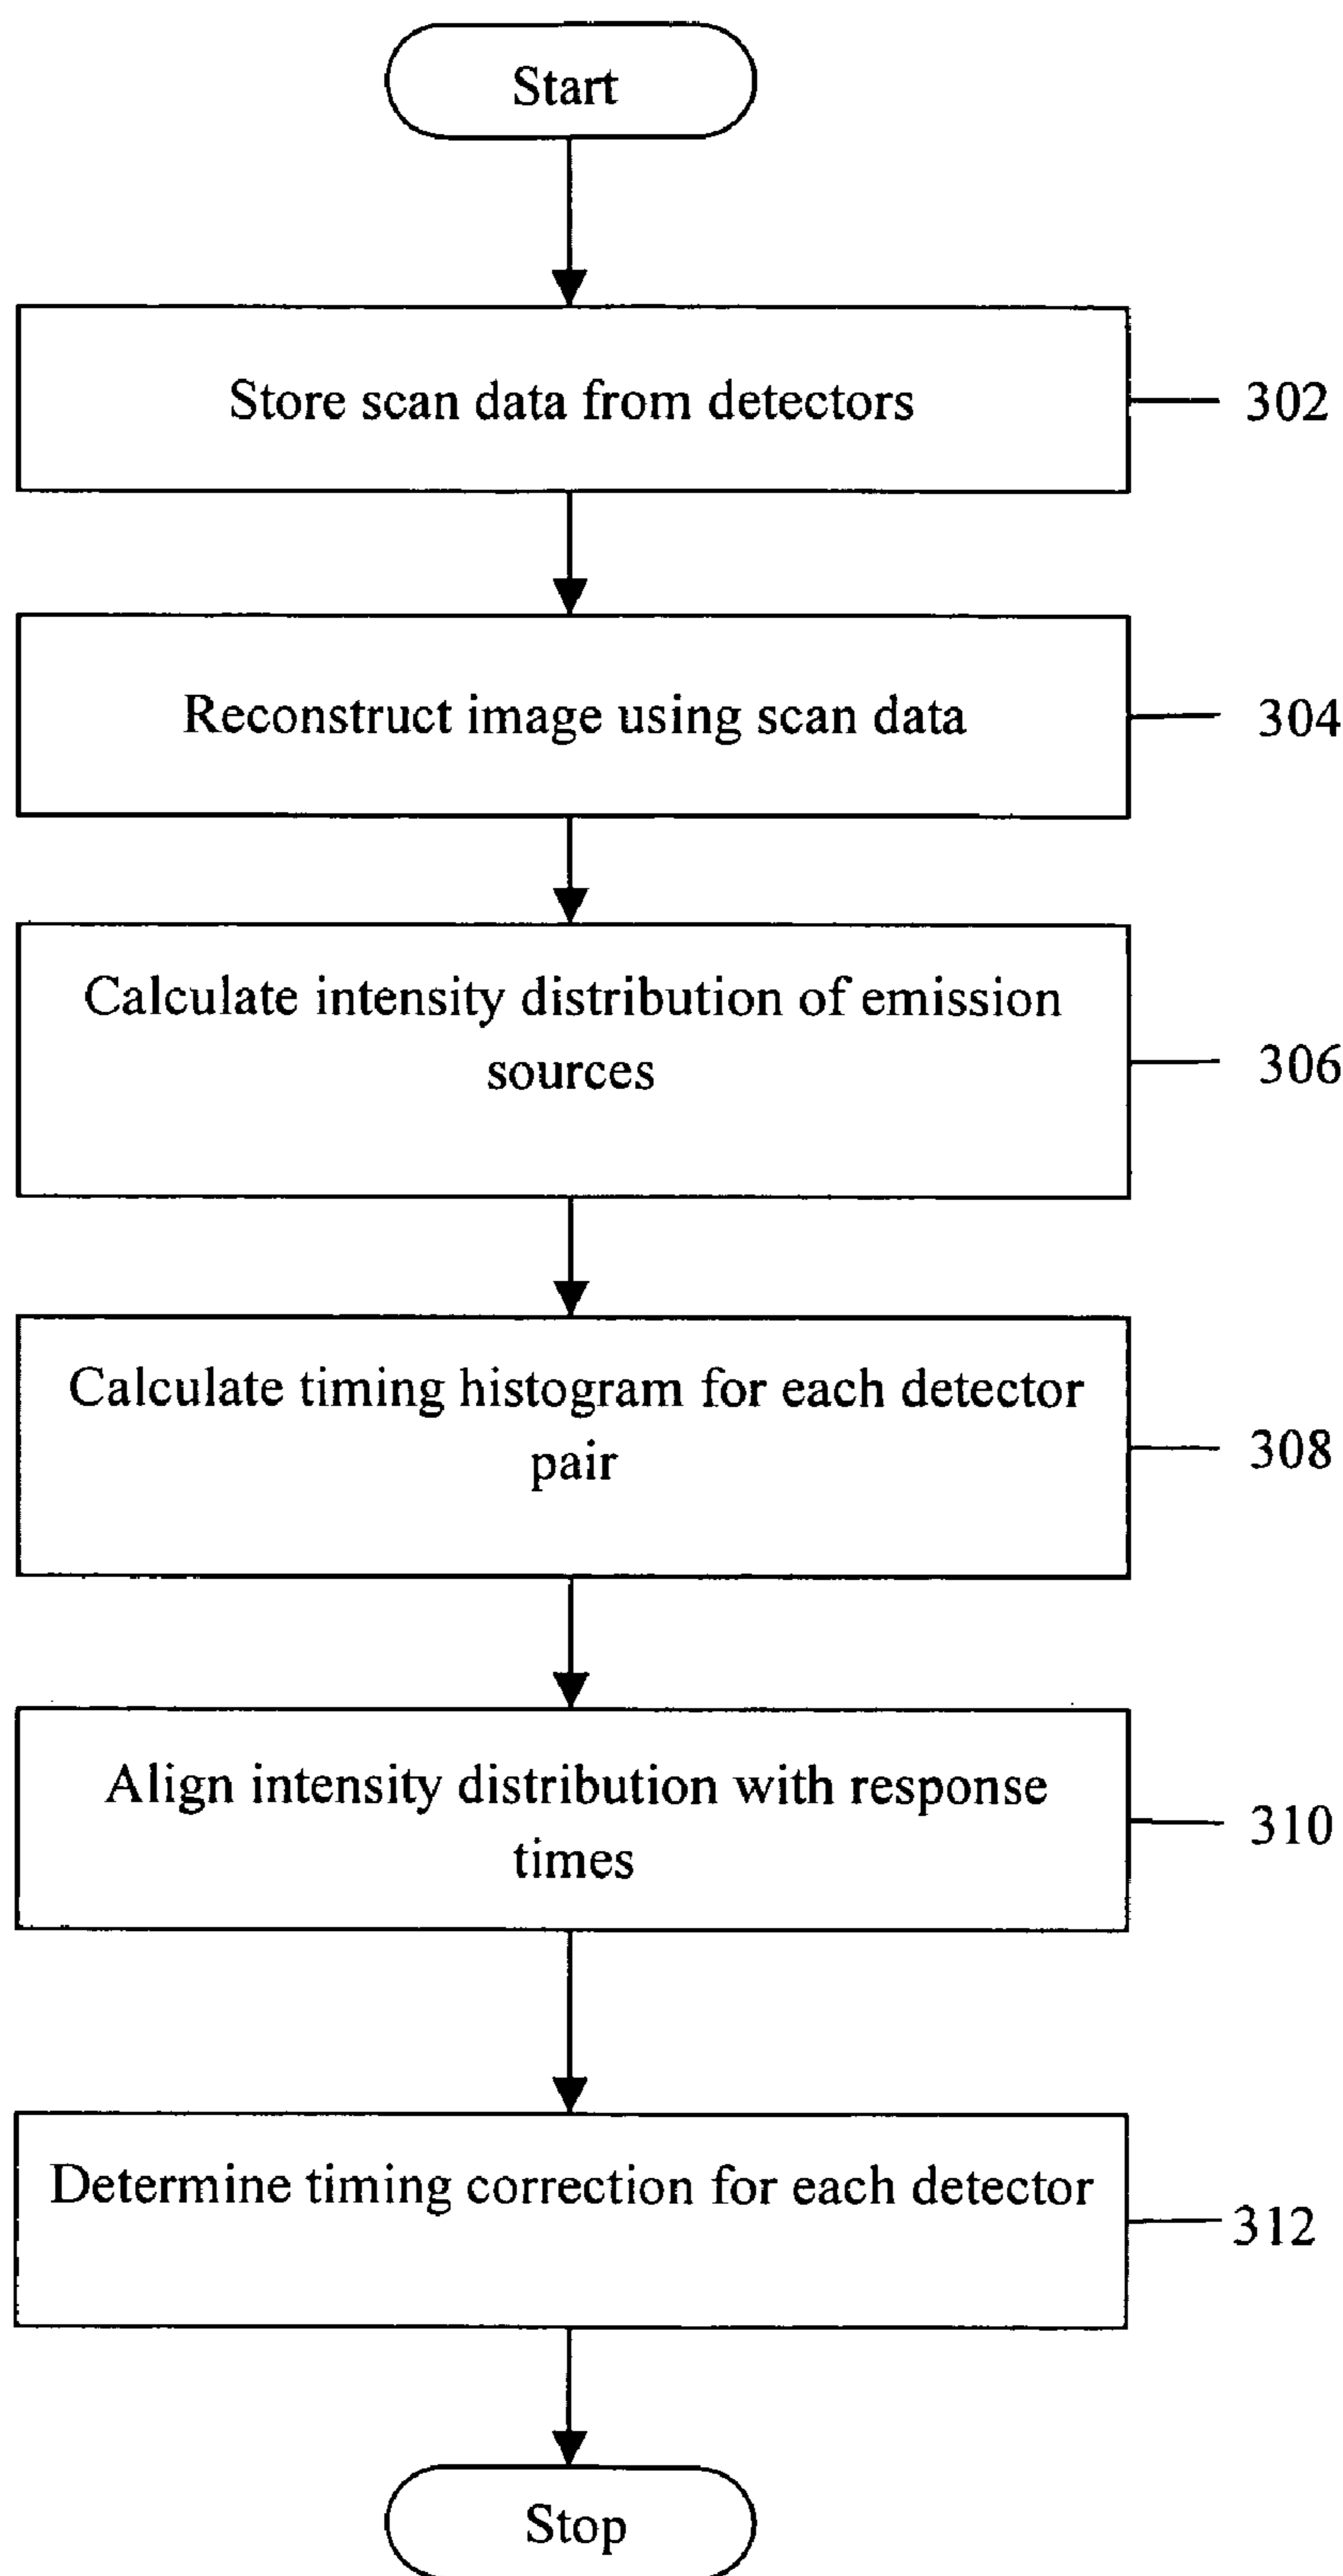 Start
Store scan data from detectors
302
Reconstruct image using scan data
304
Calculate intensity distribution of emission
sources
306
Calculate timing histogram for each detector
pair
308
Align intensity distribution with response
times
310
Determine timing correction for each detector
312
Stop